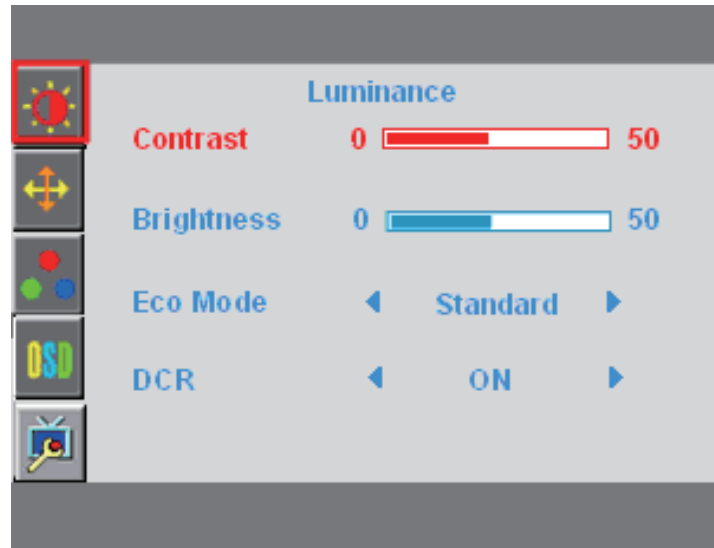 Luminance
Contrast 0 50
Brightness 0 50
Eco Mode Standard
OSD
DCR ON